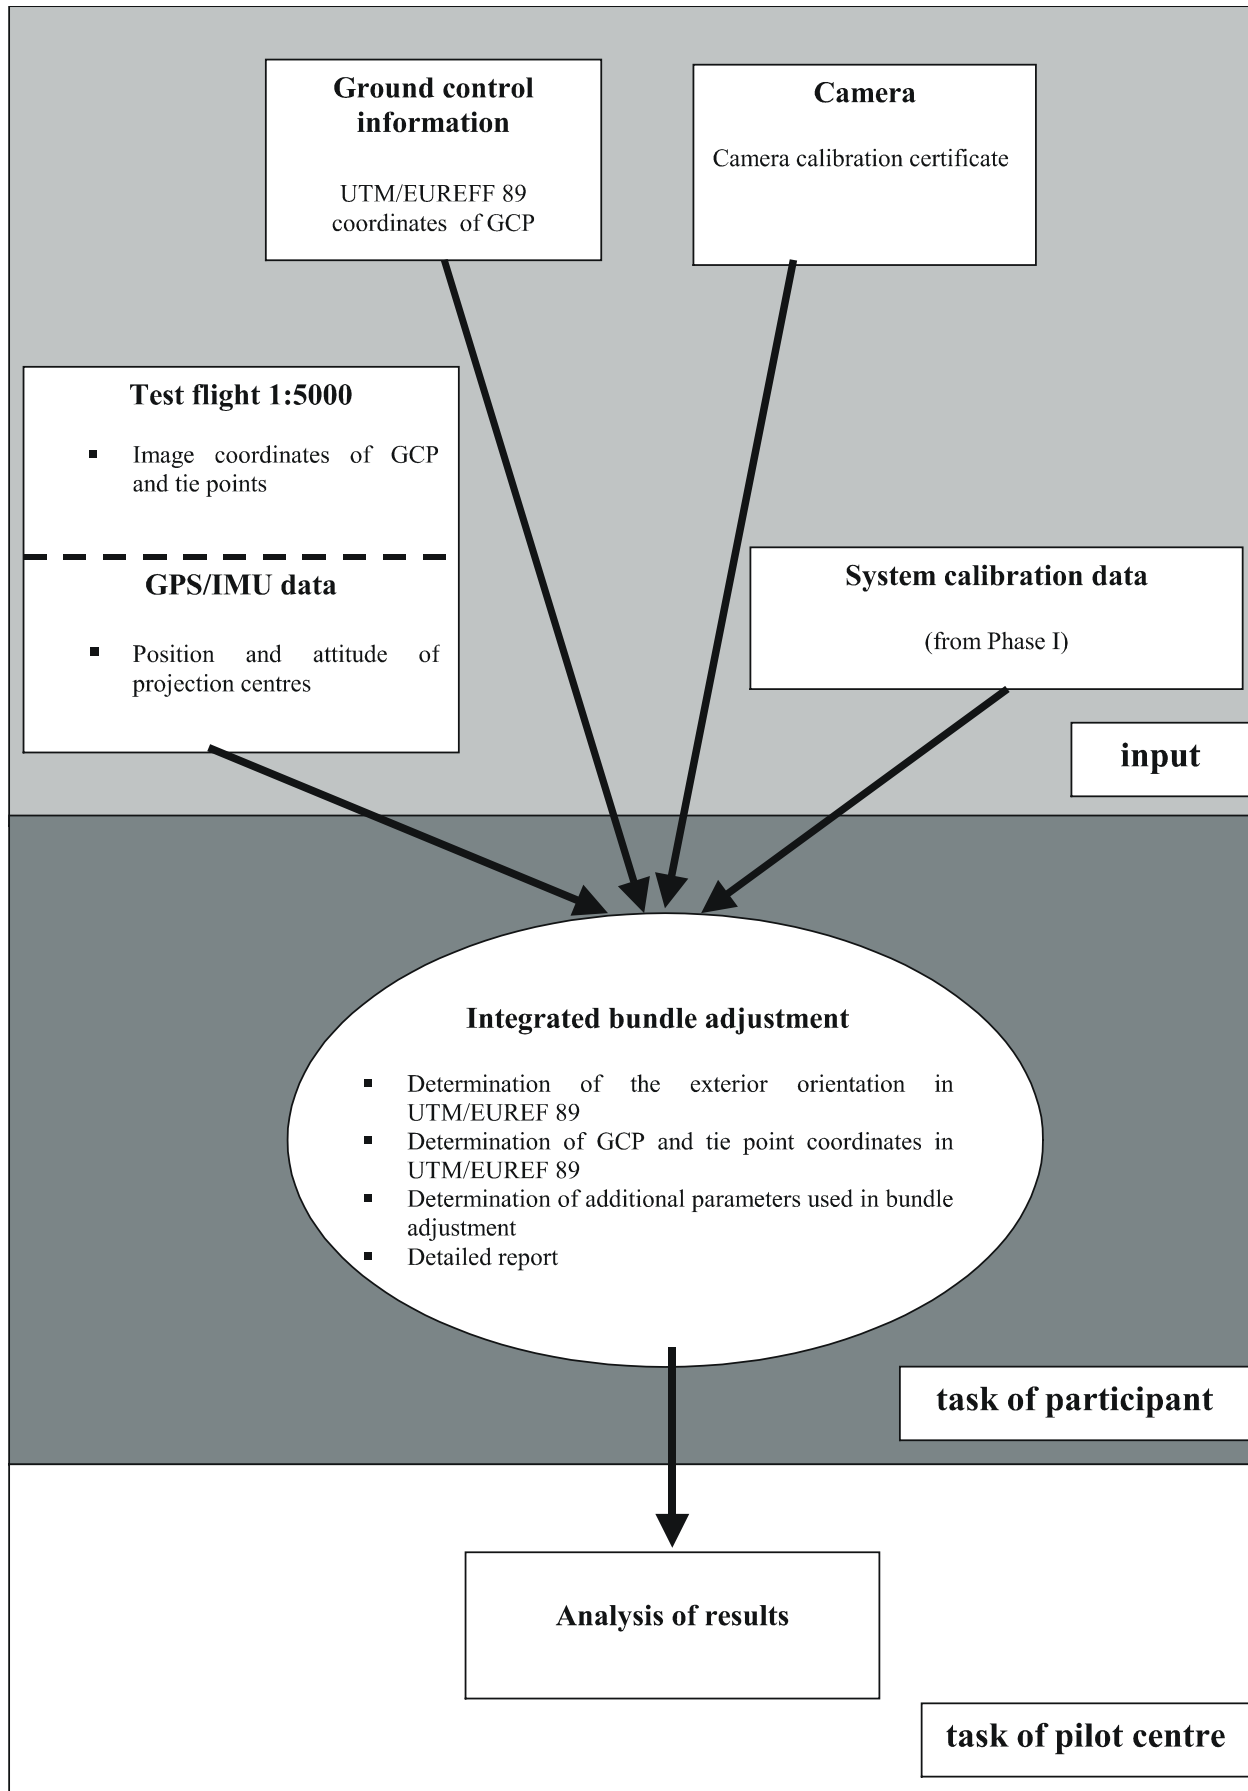 Ground control
information
UTM/EUREFF 89
coordinates of GCP
Camera
Camera calibration certificate
Test flight 1:5000
▪ Image coordinates of GCP
and tie points
GPS/IMU data
▪ Position and attitude of
projection centres
System calibration data
(from Phase I)
input
Integrated bundle adjustment
▪ Determination of the exterior orientation in
UTM/EUREF 89
▪ Determination of GCP and tie point coordinates in
UTM/EUREF 89
▪ Determination of additional parameters used in bundle
adjustment
▪ Detailed report
task of participant
Analysis of results
task of pilot centre